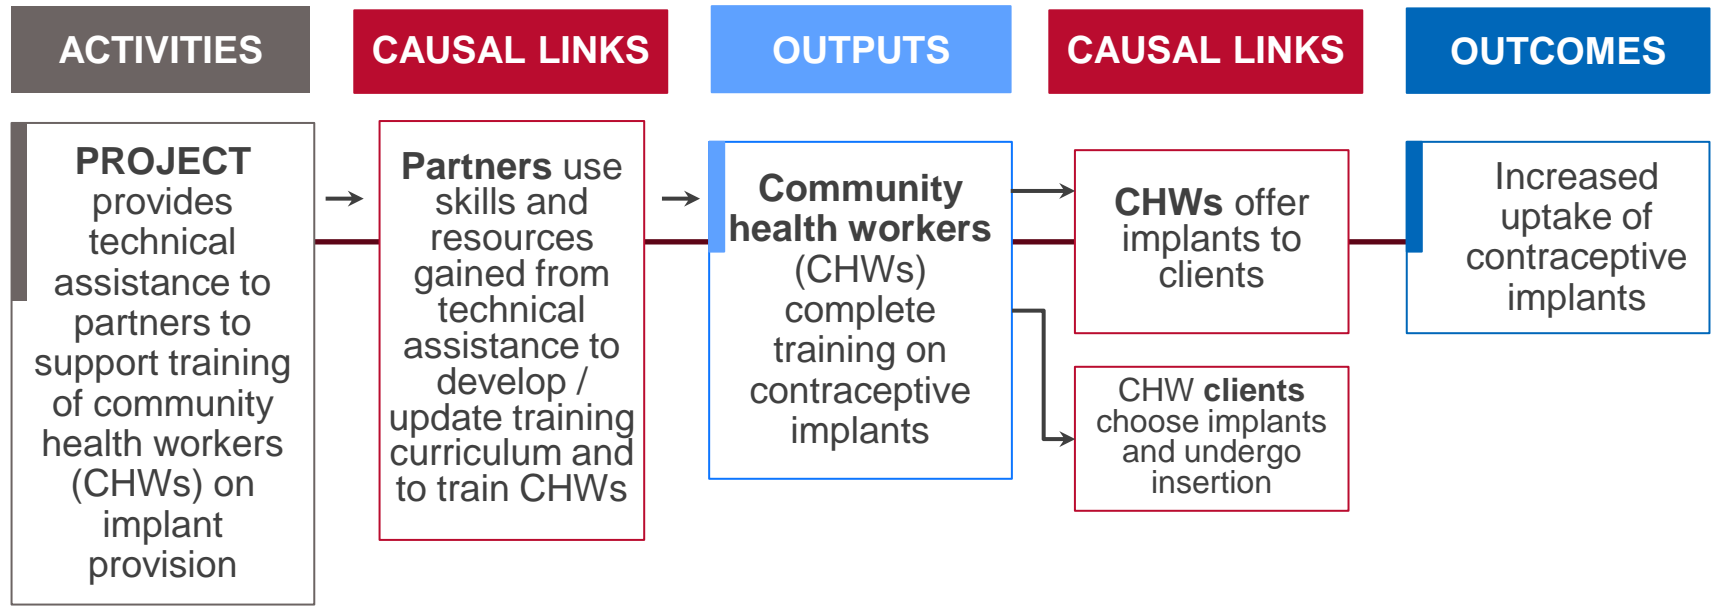 ACTIVITIES
CAUSAL LINKS
OUTPUTS
CAUSAL LINKS
OUTCOMES
PROJECT
provides
technical
assistance to
partners to
support training
of community
health workers
(CHWs) on
implant
provision
Partners use
skills and
resources
gained from
technical
assistance to
develop /
update training
curriculum and
to train CHWs
Community
health workers
(CHWs)
complete
training on
contraceptive
implants
CHWs offer
implants to
clients
CHW clients
choose implants
and undergo
insertion
Increased
uptake of
contraceptive
implants